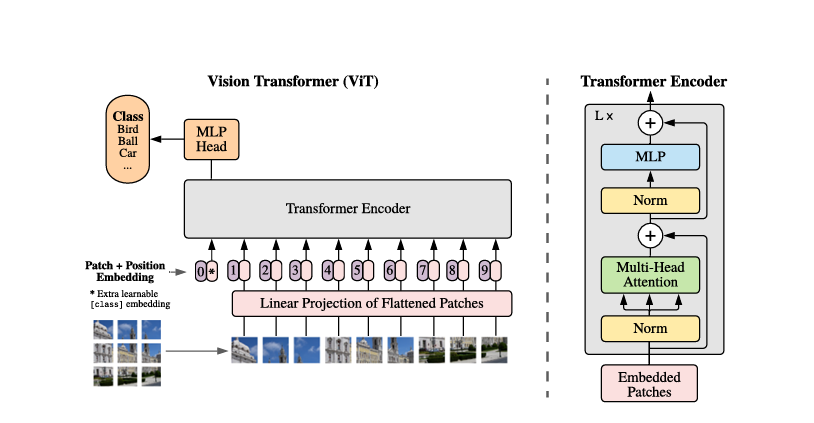 Vision Transformer (ViT)
Class
Bird
Ball
Car
...
MLP
Head
Transformer Encoder
Patch + Position
Embedding
* Extra learnable
[class] embedding
0 * 1 2 3 4 5 6 7 8 9
Linear Projection of Flattened Patches
Transformer Encoder
L x
+
MLP
Norm
+
Multi-Head
Attention
Norm
Embedded
Patches